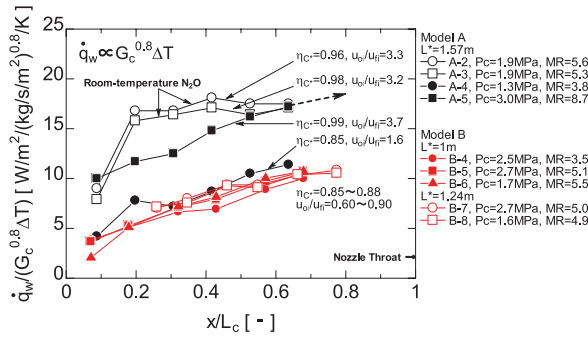 q̇w∝Gc^0.8ΔT
Room-temperature N2O
ηC*=0.96, uo/ufi=3.3
ηC*=0.98, uo/ufi=3.2
ηC*=0.99, uo/ufi=3.7
ηC*=0.85, uo/ufi=1.6
ηC*=0.85~0.88
uo/ufi=0.60~0.90
Nozzle Throat
q̇w/(Gc^0.8ΔT) [ W/m²/(kg/s/m²)^0.8/K]
25
20
15
10
5
0
0
0.2
0.4
0.6
0.8
1
x/Lc [ - ]
Model A
L*=1.57m
A-2, Pc=1.9MPa, MR=5.6
A-3, Pc=1.9MPa, MR=5.3
A-4, Pc=1.3MPa, MR=3.8
A-5, Pc=3.0MPa, MR=8.7
Model B
L*=1m
B-4, Pc=2.5MPa, MR=3.5
B-5, Pc=2.7MPa, MR=5.1
B-6, Pc=1.7MPa, MR=5.5
L*=1.24m
B-7, Pc=2.7MPa, MR=5.0
B-8, Pc=1.6MPa, MR=4.9